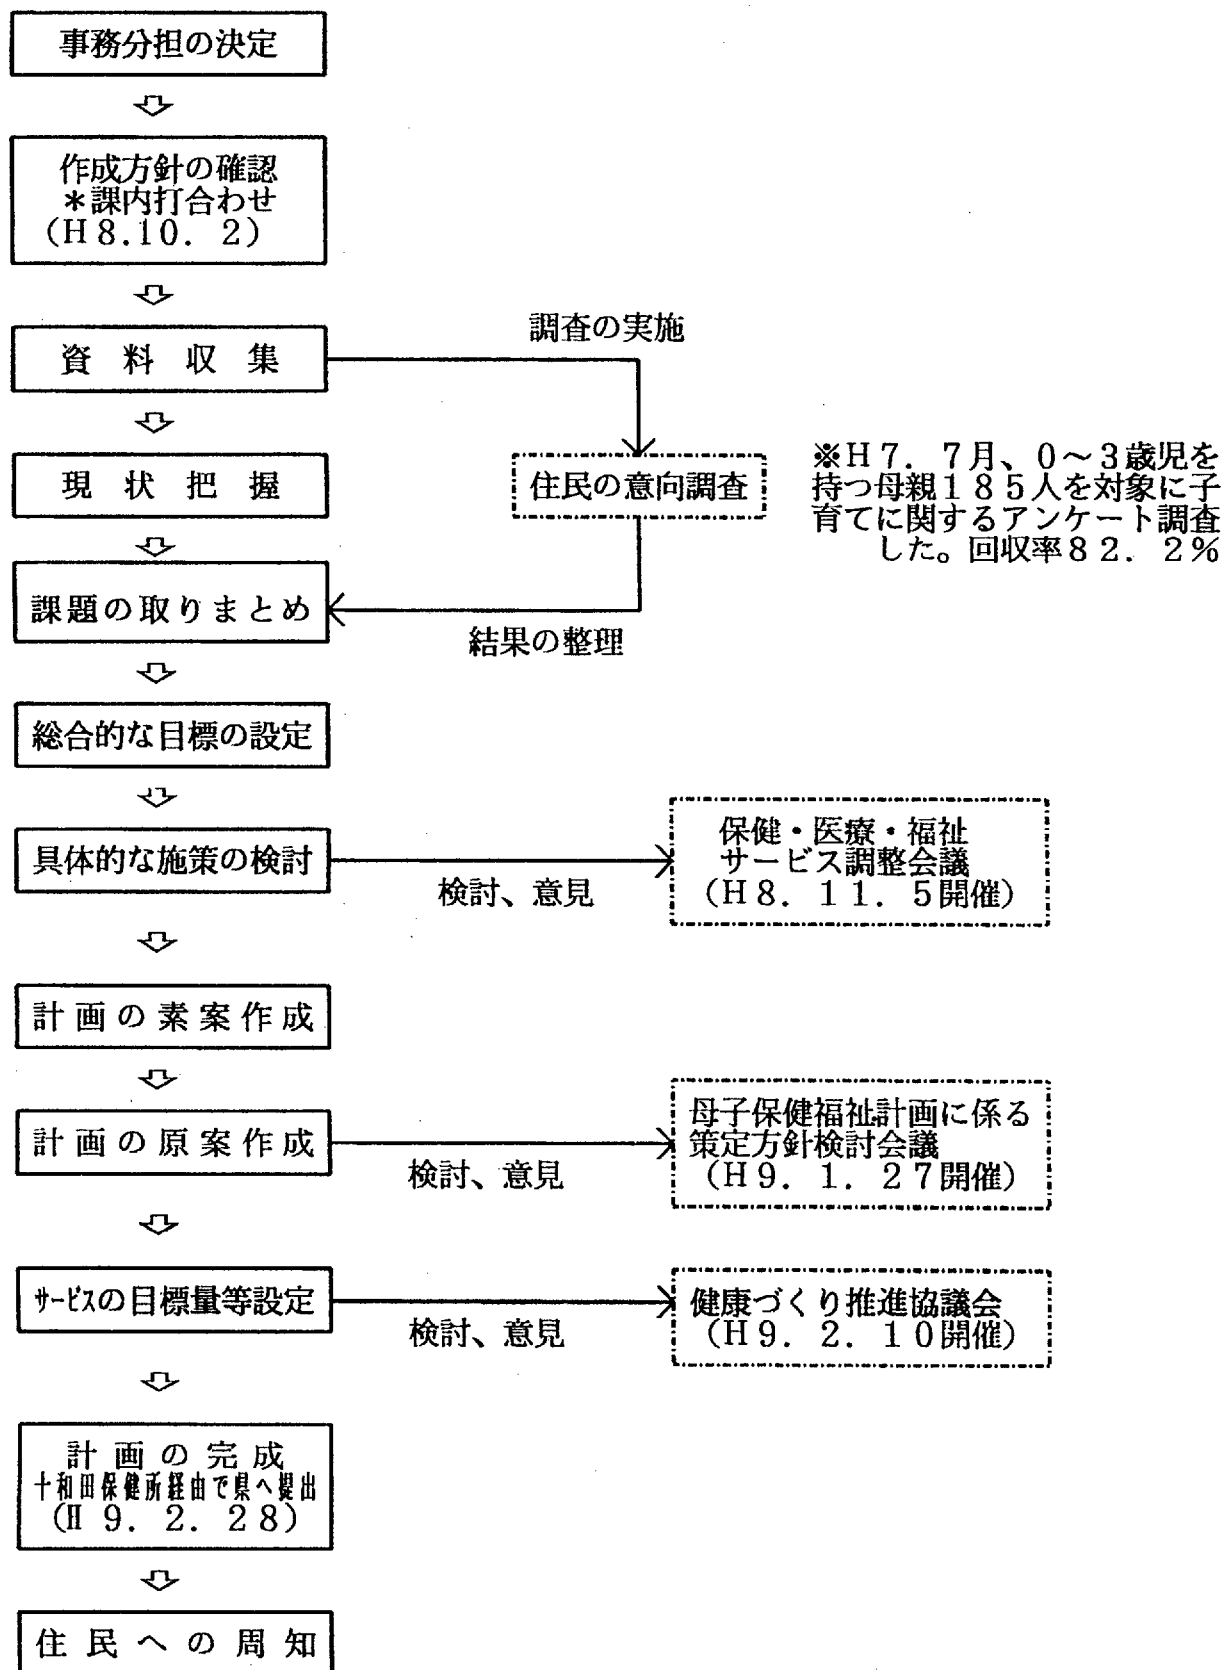 事務分担の決定
作成方針の確認
*課内打合わせ
(H8.10. 2)
資 料 収 集
調査の実施
現 状 把 握
住民の意向調査
※H7. 7月、0~3歳児を
持つ母親185人を対象に子
育てに関するアンケート調査
した。回収率82. 2%
課題の取りまとめ
結果の整理
総合的な目標の設定
具体的な施策の検討
検討、意見
保健・医療・福祉
サービス調整会議
(H8. 11. 5開催)
計 画 の 素 案 作 成
計 画 の 原 案 作 成
検討、意見
母子保健福祉計画に係る
策定方針検討会議
(H9. 1. 27開催)
サービスの目標量等設定
検討、意見
健康づくり推進協議会
(H9. 2. 10開催)
計 画 の 完 成
十和田保健所経由で県へ提出
(H 9. 2. 28)
住 民 へ の 周 知